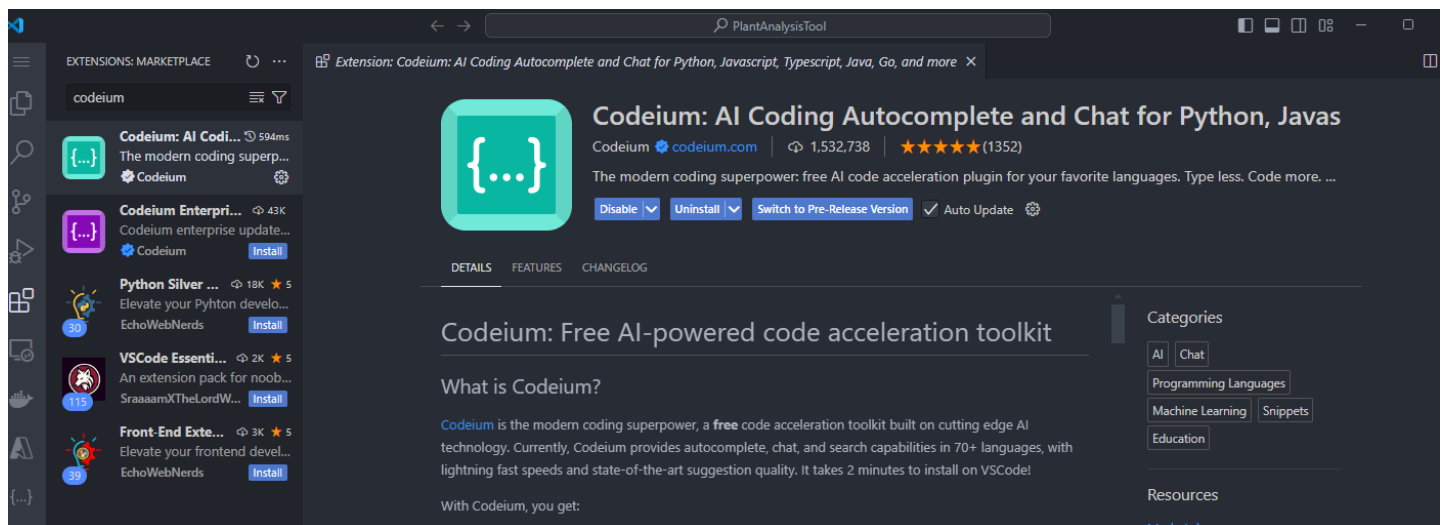 PlantAnalysisTool
EXTENSIONS: MARKETPLACE
codeium
Codeium: AI Codi... 594ms
The modern coding superp...
Codeium
Codeium Enterpri... 43K
Codeium enterprise update...
Codeium Install
Python Silver ... 18K ★ 5
Elevate your Pyhton develo...
30
EchoWebNerds Install
VSCode Essenti... 2K ★ 5
An extension pack for noob...
115
SraaaamXTheLordW... Install
Front-End Exte... 3K ★ 5
Elevate your frontend devel...
39
EchoWebNerds Install
Extension: Codeium: AI Coding Autocomplete and Chat for Python, Javascript, Typescript, Java, Go, and more
{...}
Codeium: AI Coding Autocomplete and Chat for Python, Javas
Codeium codeium.com | 1,532,738 | ★★★★★(1352)
The modern coding superpower: free AI code acceleration plugin for your favorite languages. Type less. Code more. ...
Disable Uninstall Switch to Pre-Release Version Auto Update
DETAILS FEATURES CHANGELOG
Codeium: Free AI-powered code acceleration toolkit
What is Codeium?
Codeium is the modern coding superpower, a free code acceleration toolkit built on cutting edge AI
technology. Currently, Codeium provides autocomplete, chat, and search capabilities in 70+ languages, with
lightning fast speeds and state-of-the-art suggestion quality. It takes 2 minutes to install on VSCode!
With Codeium, you get:
Categories
AI Chat
Programming Languages
Machine Learning Snippets
Education
Resources